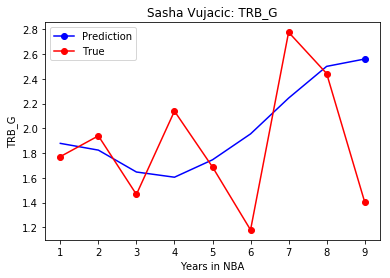 Sasha Vujacic: TRB_G
Prediction
True
TRB_G
2.8
2.6
2.4
2.2
2.0
1.8
1.6
1.4
1.2
1 2 3 4 5 6 7 8 9
Years in NBA